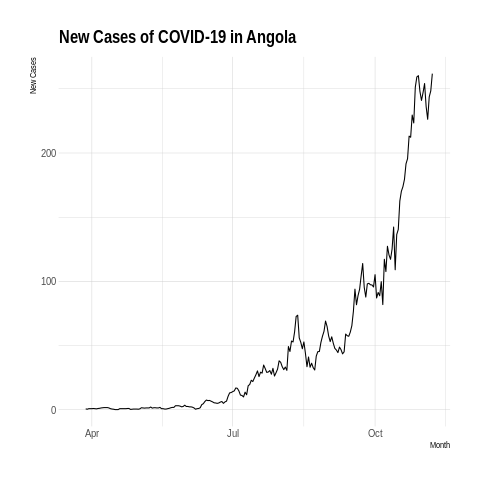 New Cases of COVID-19 in Angola
New Cases
200
100
0
Apr
Jul
Oct
Month